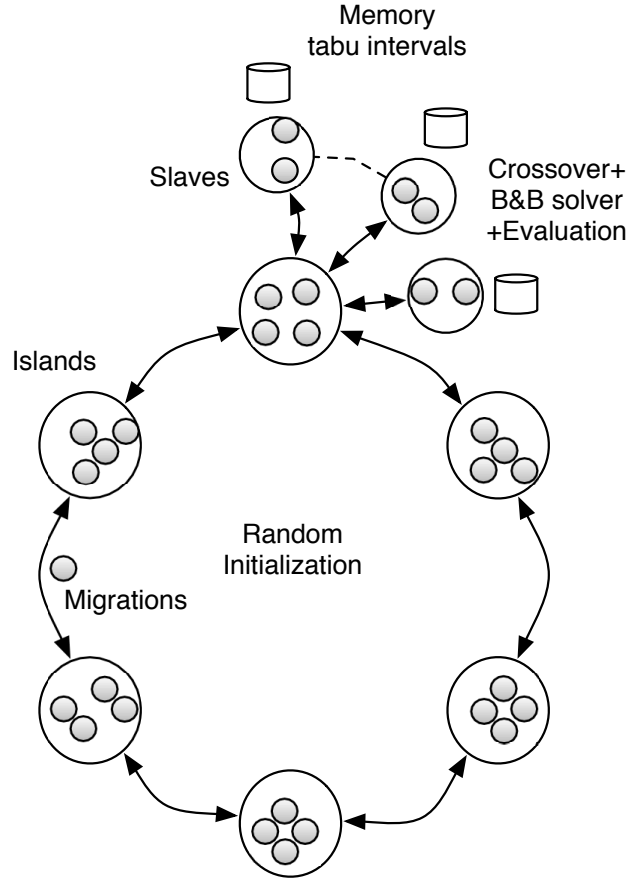 Memory
tabu intervals
Slaves
Crossover+
B&B solver
+Evaluation
Islands
Random
Initialization
Migrations